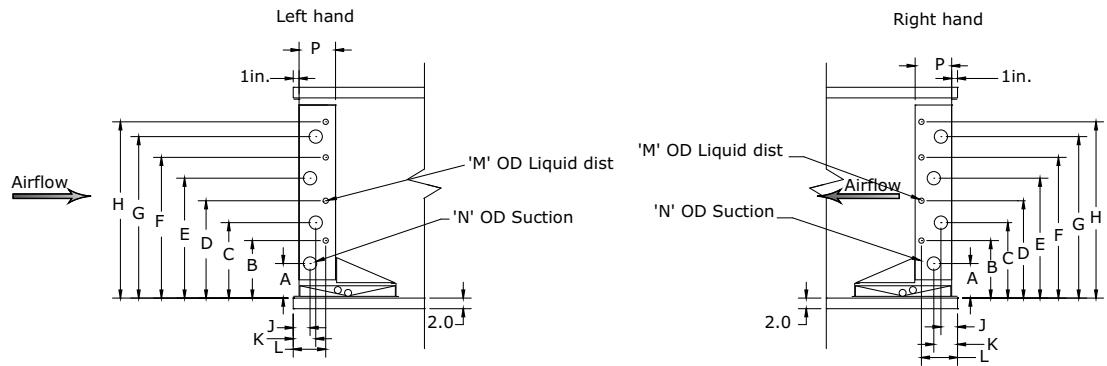 Left hand
Right hand
P
1in.
P
1in.
'M' OD Liquid dist
'M' OD Liquid dist
Airflow
Airflow
'N' OD Suction
'N' OD Suction
H
G
F
E
D
C
B
A
H
G
F
E
D
C
B
A
2.0
2.0
J
K
L
J
K
L